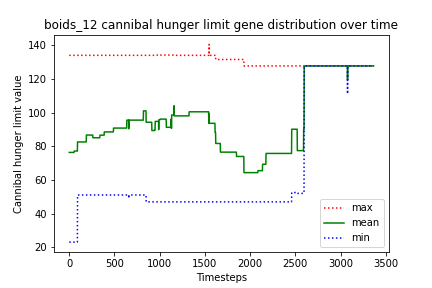 boids_12 cannibal hunger limit gene distribution over time
Cannibal hunger limit value
140
120
100
80
60
40
20
0
500
1000
1500
2000
2500
3000
3500
Timesteps
max
mean
min